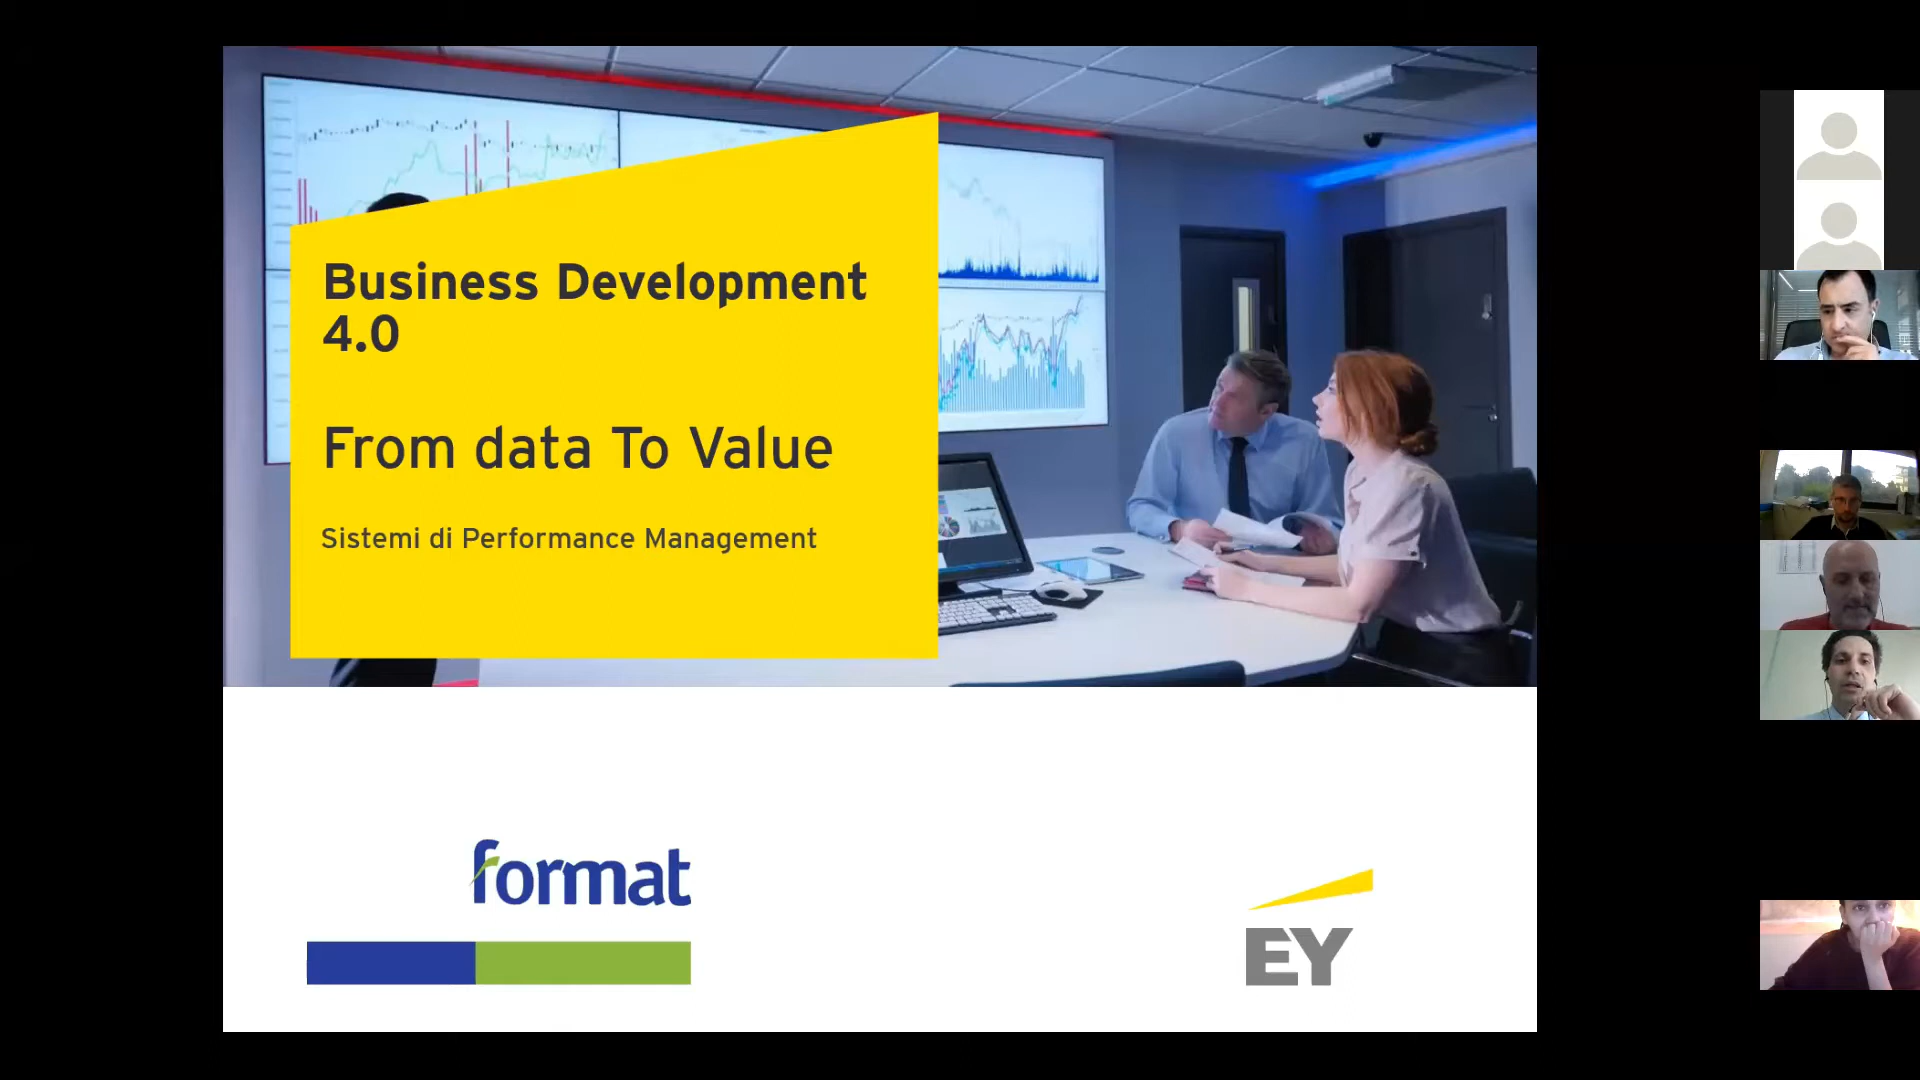 Business Development
4.0
From data To Value
Sistemi di Performance Management
format
EY